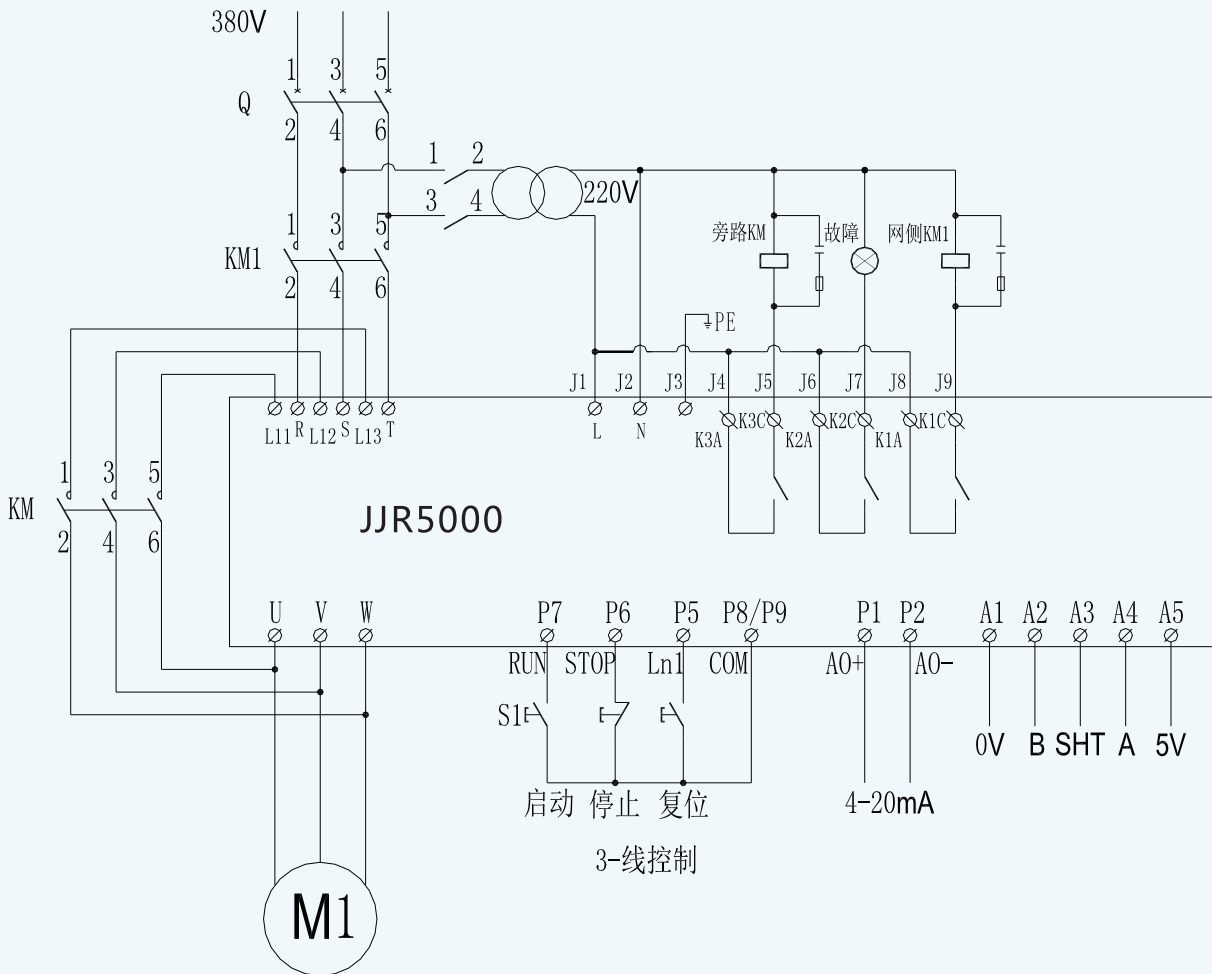 380V
1 3 5
Q
2 4 6
1 2
3 4
220V
1 3 5
KM1
2 4 6
旁路KM 故障 网侧KM1
PE
J1 J2 J3 J4 J5 J6 J7 J8 J9
L11 R L12 S L13 T
L N
K3A K3C K2A K2C K1A K1C
1 3 5
KM
2 4 6
JJR5000
U V W
P7 P6 P5 P8/P9 P1 P2 A1 A2 A3 A4 A5
RUN STOP Ln1 COM AO+ AO-
S1
0V B SHT A 5V
启动 停止 复位
4-20mA
3-线控制
M1